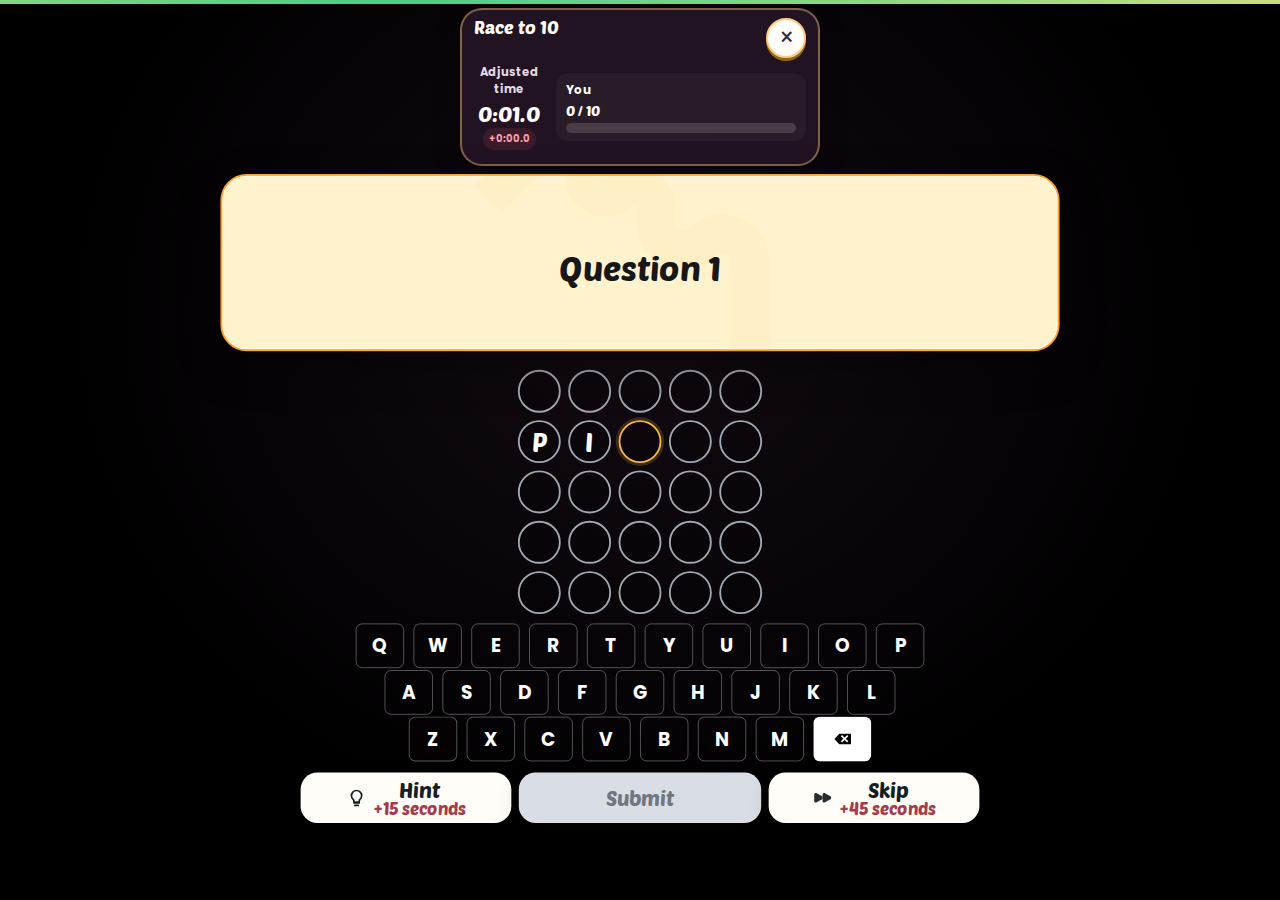 Race to 10
×
Adjusted
time
0:01.0
+0:00.0
You
0 / 10
Question 1
P I
Q W E R T Y U I O P
A S D F G H J K L
Z X C V B N M
Hint
+15 seconds
Submit
Skip
+45 seconds